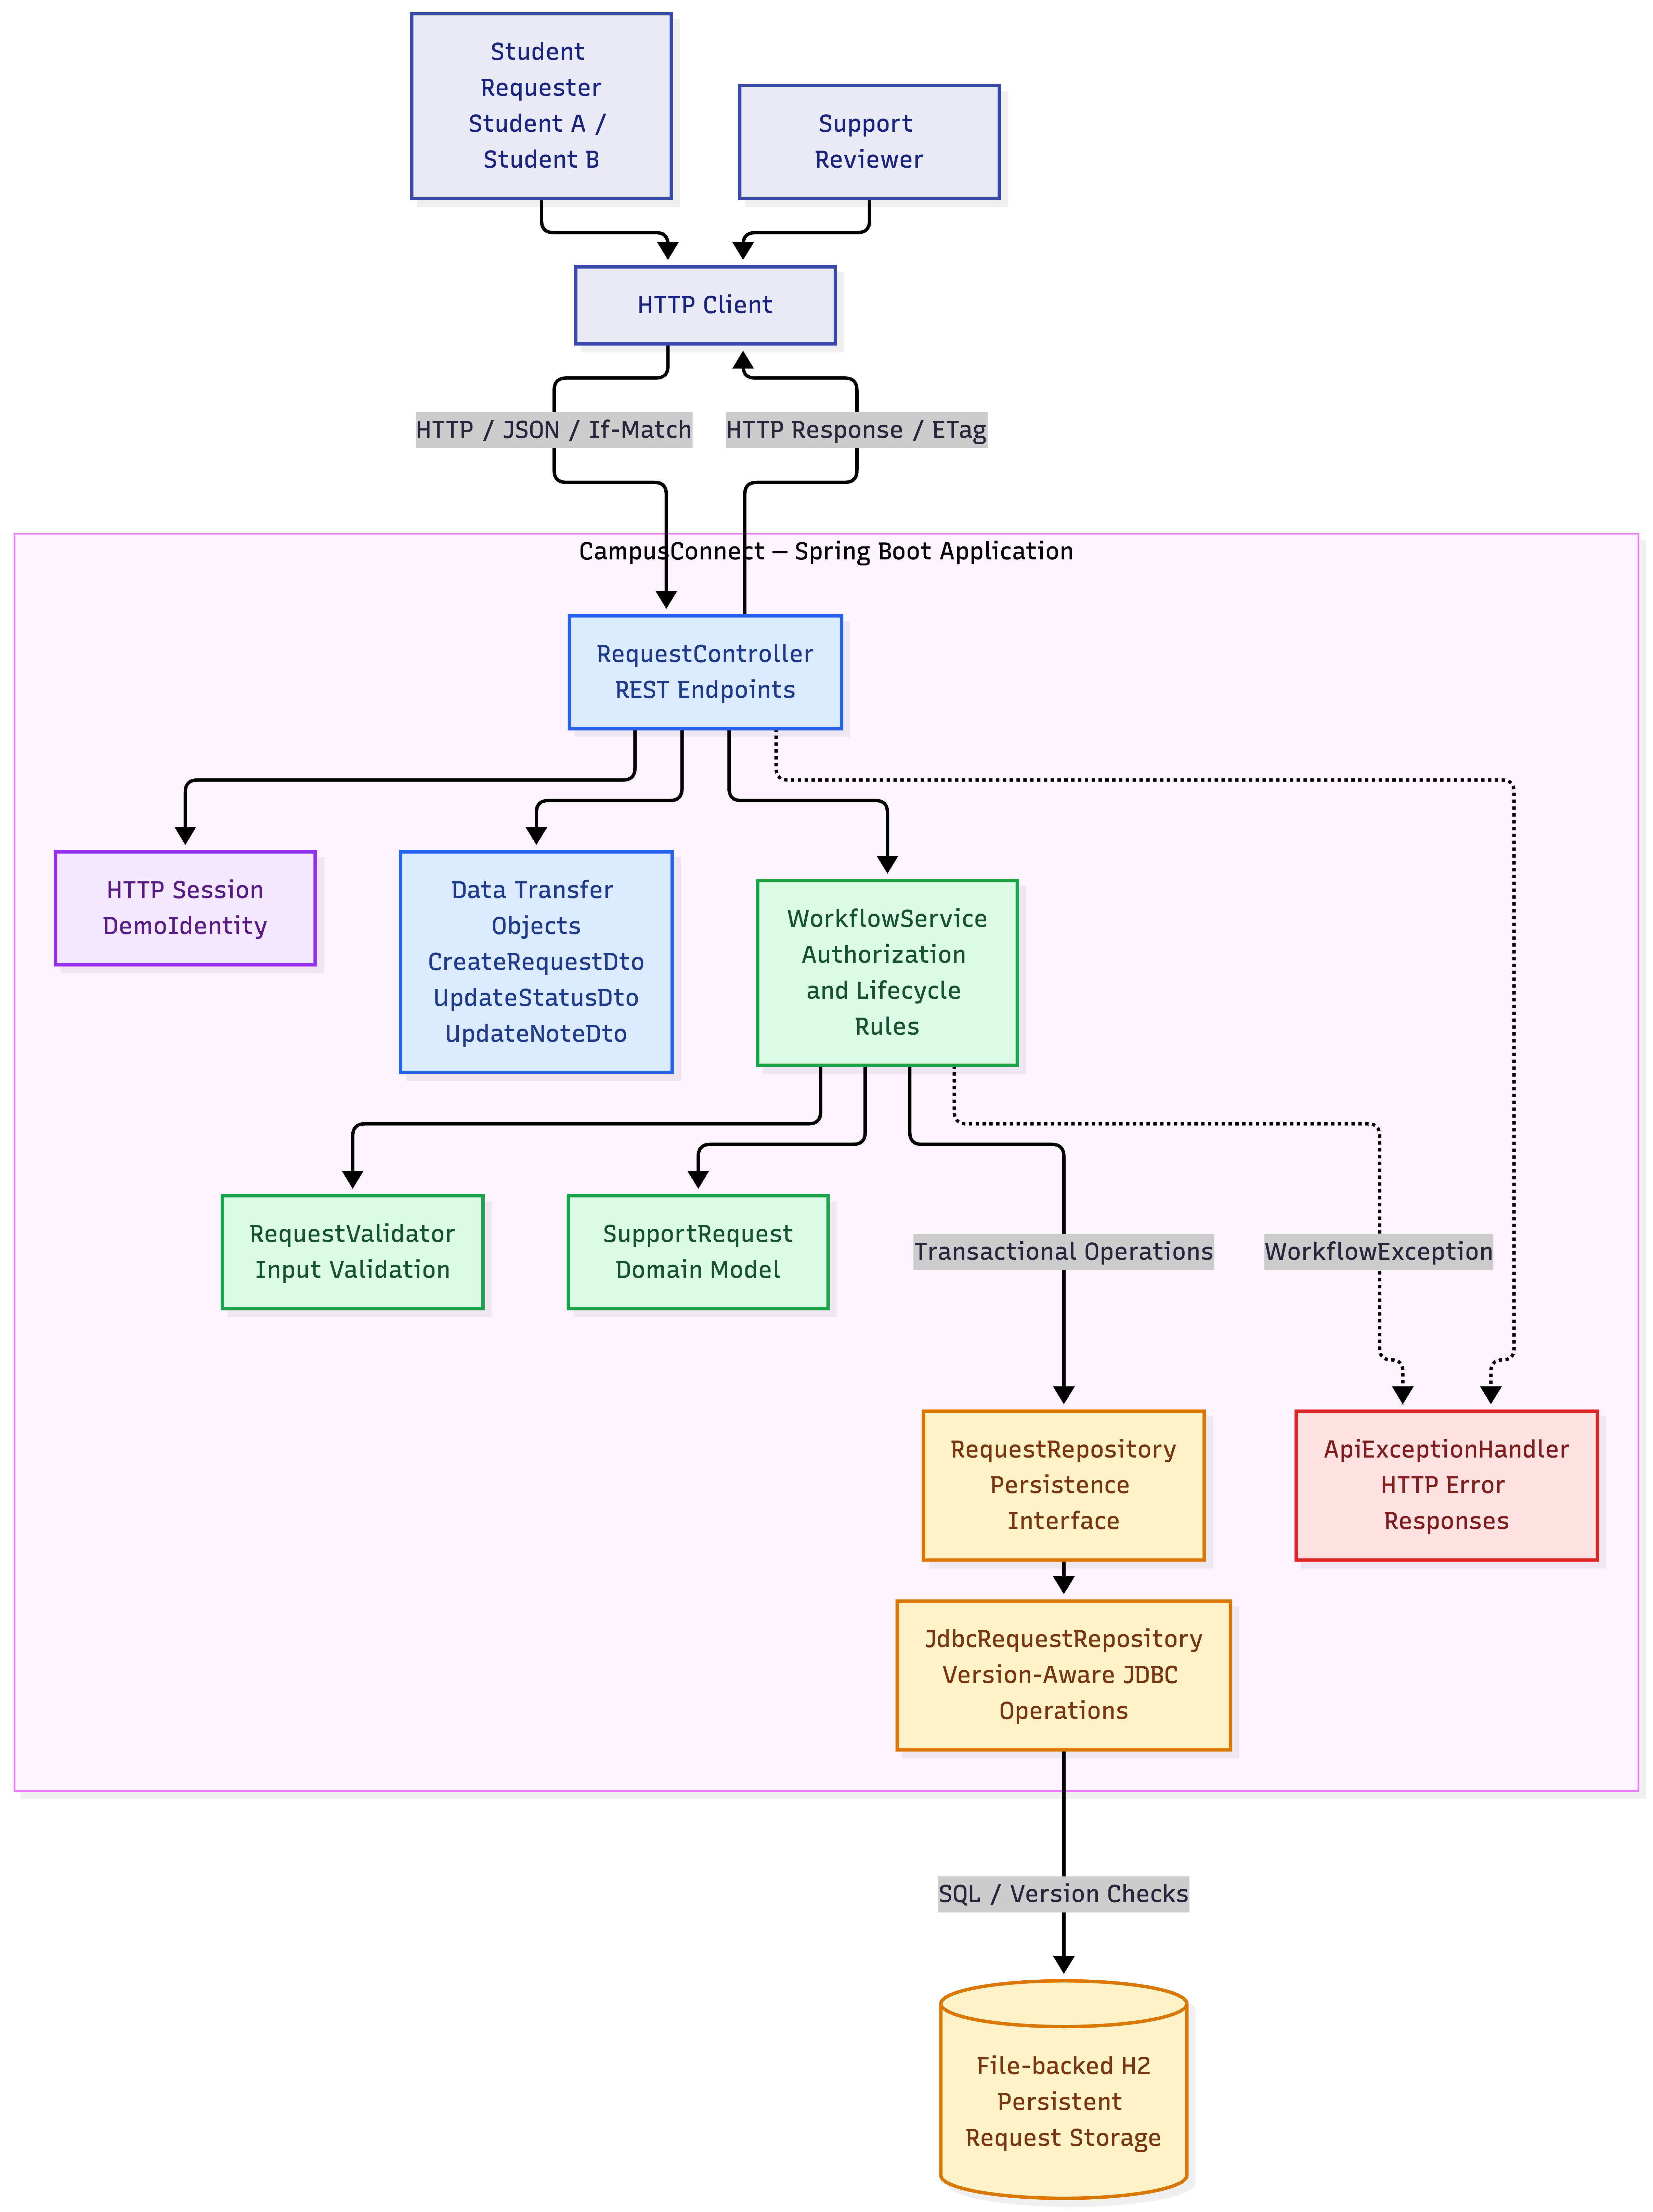 Student
Requester
Student A /
Student B
Support
Reviewer
HTTP Client
HTTP / JSON / If-Match
HTTP Response / ETag
CampusConnect — Spring Boot Application
RequestController
REST Endpoints
HTTP Session
DemoIdentity
Data Transfer
Objects
CreateRequestDto
UpdateStatusDto
UpdateNoteDto
WorkflowService
Authorization
and Lifecycle
Rules
RequestValidator
Input Validation
SupportRequest
Domain Model
Transactional Operations
WorkflowException
RequestRepository
Persistence
Interface
ApiExceptionHandler
HTTP Error
Responses
JdbcRequestRepository
Version-Aware JDBC
Operations
SQL / Version Checks
File-backed H2
Persistent
Request Storage